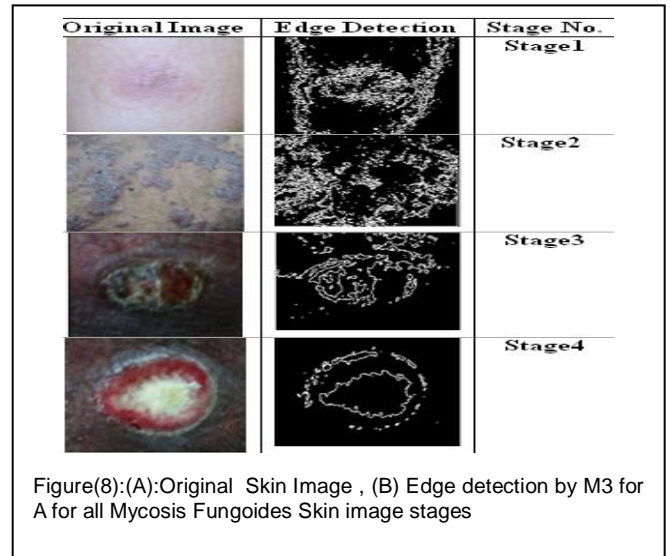 Original Image Edge Detection Stage No.
Stage1
Stage2
Stage3
Stage4
Figure(8):(A):Original Skin Image , (B) Edge detection by M3 for
A for all Mycosis Fungoides Skin image stages